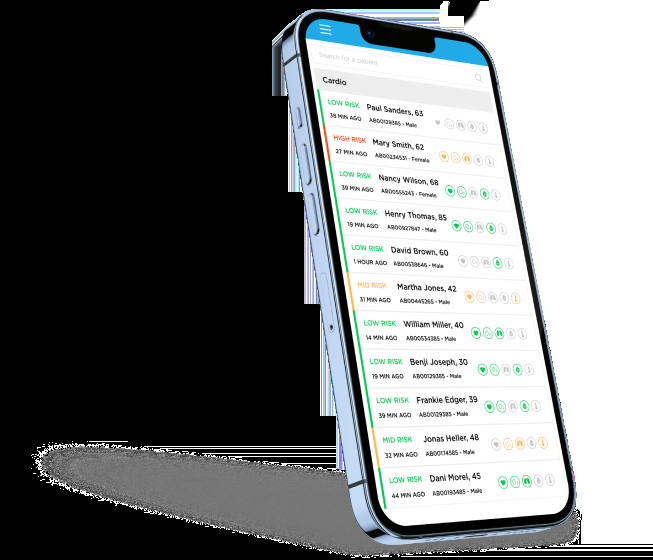 Search for a patient
Cardio
LOW RISK Paul Sanders, 63
38 MIN AGO AB00129385 - Male
HIGH RISK Mary Smith, 62
27 MIN AGO AB00234531 - Female
LOW RISK Nancy Wilson, 68
39 MIN AGO AB00555243 - Female
LOW RISK Henry Thomas, 85
19 MIN AGO AB00927847 - Male
LOW RISK David Brown, 60
1 HOUR AGO AB00538646 - Male
MID RISK Martha Jones, 42
31 MIN AGO AB00445265 - Male
LOW RISK William Miller, 40
14 MIN AGO AB00534385 - Male
LOW RISK Benji Joseph, 30
19 MIN AGO AB00129385 - Male
LOW RISK Frankie Edger, 39
39 MIN AGO AB00129385 - Male
MID RISK Jonas Heller, 48
32 MIN AGO AB00174585 - Male
LOW RISK Dani Morel, 45
44 MIN AGO AB00193485 - Male